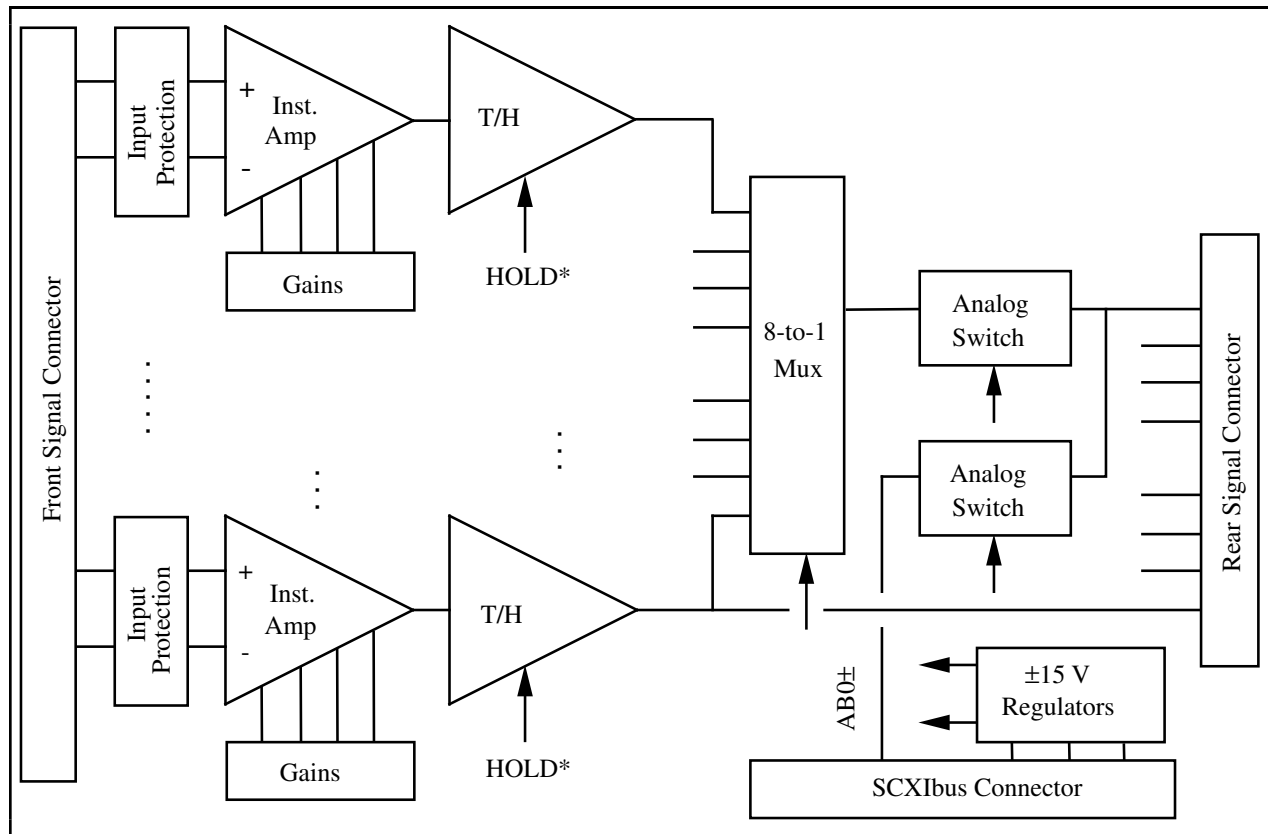 Front Signal Connector
Input
Protection
+
-
Inst.
Amp
Gains
T/H
HOLD*
8-to-1
Mux
Analog
Switch
Analog
Switch
Rear Signal Connector
Input
Protection
+
-
Inst.
Amp
Gains
T/H
HOLD*
AB0±
±15 V
Regulators
SCXIbus Connector